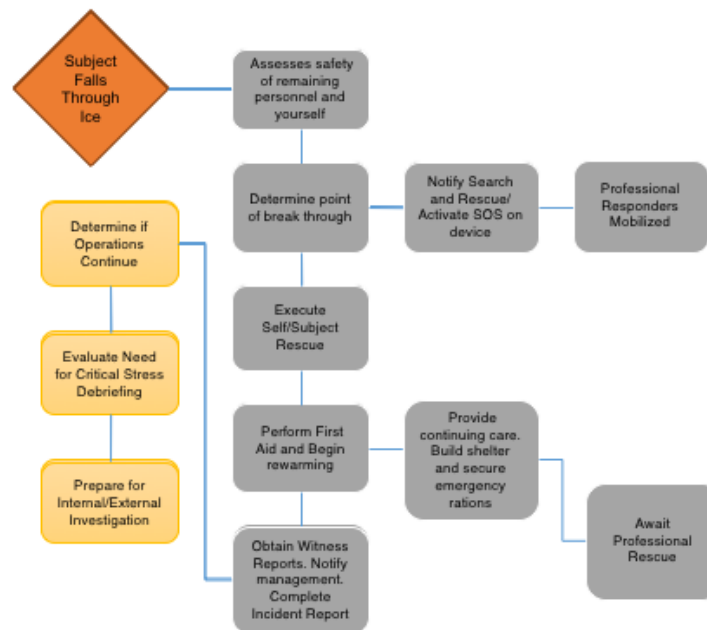 Subject
Falls
Through
Ice
Assesses safety
of remaining
personnel and
yourself
Determine point
of break through
Notify Search
and Rescue/
Activate SOS on
device
Professional
Responders
Mobilized
Determine if
Operations
Continue
Execute
Self/Subject
Rescue
Evaluate Need
for Critical Stress
Debriefing
Perform First
Aid and Begin
rewarming
Provide
continuing care.
Build shelter
and secure
emergency
rations
Prepare for
Internal/External
Investigation
Obtain Witness
Reports. Notify
management.
Complete
Incident Report
Await
Professional
Rescue